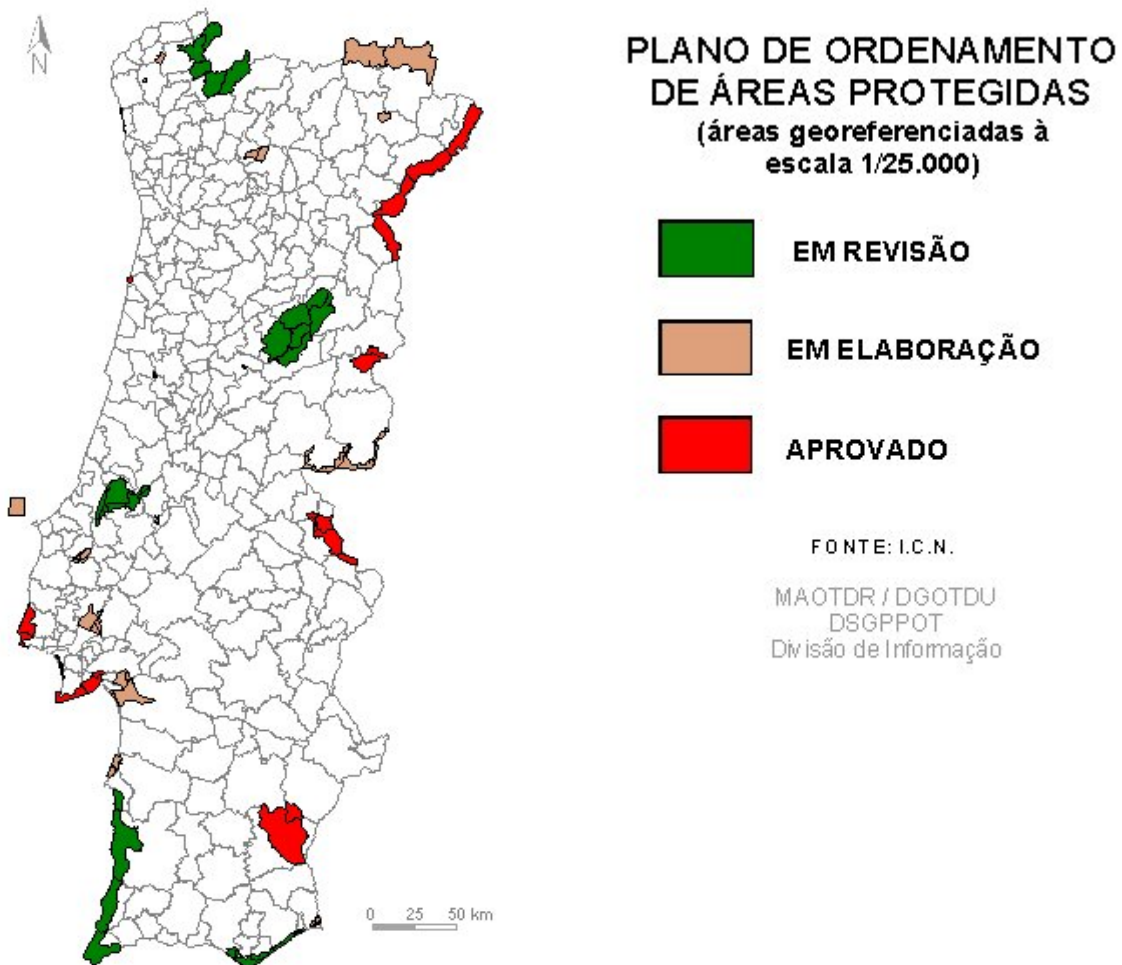 N
PLANO DE ORDENAMENTO
DE ÁREAS PROTEGIDAS
(áreas georeferenciadas à
escala 1/25.000)
EM REVISÃO
EM ELABORAÇÃO
APROVADO
FONTE: I.C.N.
MAOTDR / DGOTDU
DSGPPOT
Divisão de Informação
0 25 50 km